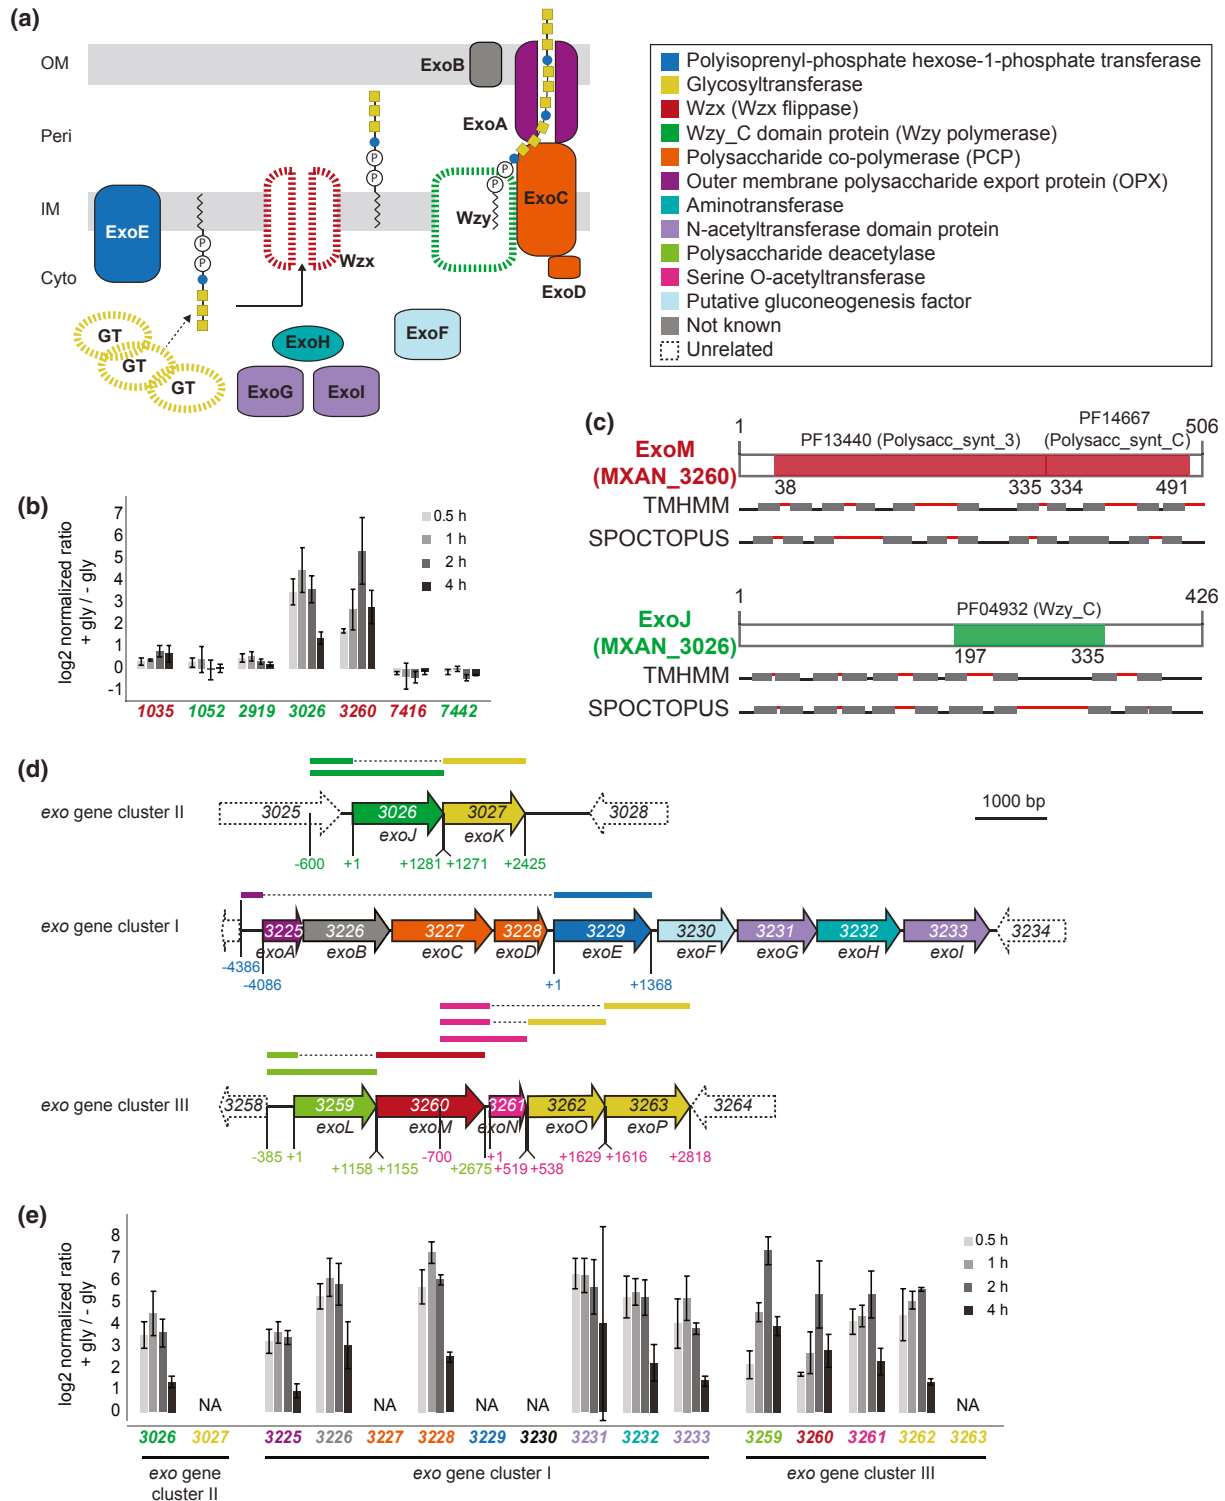 (a)
OM
Peri
IM
Cyto
ExoB
ExoA
ExoC
ExoD
ExoE
Wzx
Wzy
P
P
P
P
P
P
GT
GT
GT
ExoH
ExoG
ExoI
ExoF
Polyisoprenyl-phosphate hexose-1-phosphate transferase
Glycosyltransferase
Wzx (Wzx flippase)
Wzy_C domain protein (Wzy polymerase)
Polysaccharide co-polymerase (PCP)
Outer membrane polysaccharide export protein (OPX)
Aminotransferase
N-acetyltransferase domain protein
Polysaccharide deacetylase
Serine O-acetyltransferase
Putative gluconeogenesis factor
Not known
Unrelated
(b)
log2 normalized ratio
+ gly / - gly
7
6
5
4
3
2
1
0
-1
0.5 h
1 h
2 h
4 h
1035 1052 2919 3026 3260 7416 7442
(c)
1 506
PF13440 (Polysacc_synt_3)
PF14667
(Polysacc_synt_C)
ExoM
(MXAN_3260)
38 335 334 491
TMHMM
SPOCTOPUS
1 426
PF04932 (Wzy_C)
ExoJ
(MXAN_3026)
197 335
TMHMM
SPOCTOPUS
(d)
exo gene cluster II
3025 3026 3027 3028
exoJ exoK
-600 +1 +1281 +1271 +2425
1000 bp
exo gene cluster I
3225 3226 3227 3228 3229 3230 3231 3232 3233 3234
exoA exoB exoC exoD exoE exoF exoG exoH exoI
-4386
-4086 +1 +1368
exo gene cluster III
3258 3259 3260 3261 3262 3263 3264
exoL exoM exoN exoO exoP
-385 +1 +1158 +1155 -700 +2675 +1 +519 +538 +1629 +1616 +2818
(e)
log2 normalized ratio
+ gly / - gly
8
7
6
5
4
3
2
1
0
0.5 h
1 h
2 h
4 h
NA NA NA NA NA
3026 3027 3225 3226 3227 3228 3229 3230 3231 3232 3233 3259 3260 3261 3262 3263
exo gene
cluster II
exo gene cluster I
exo gene cluster III